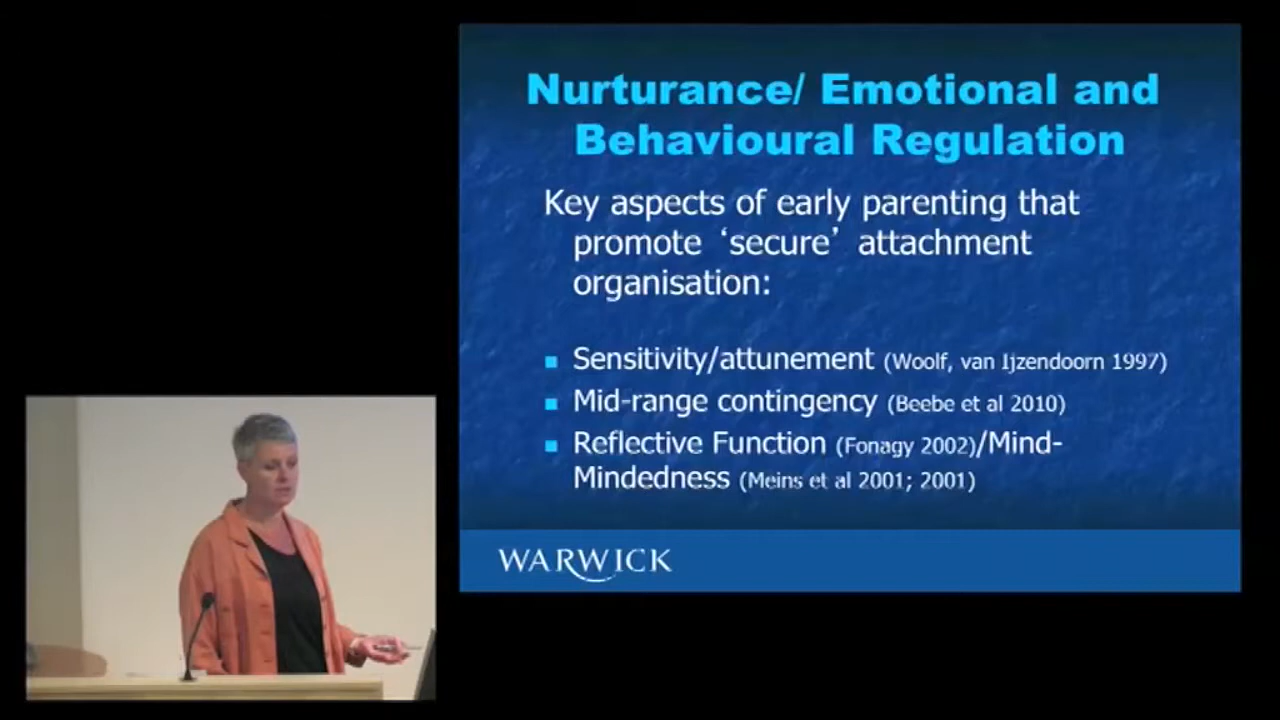 Nurturance/ Emotional and
Behavioural Regulation
Key aspects of early parenting that
promote ‘secure’ attachment
organisation:
Sensitivity/attunement (Woolf, van Ijzendoorn 1997)
Mid-range contingency (Beebe et al 2010)
Reflective Function (Fonagy 2002)/Mind-
Mindedness (Meins et al 2001; 2001)
WARWICK